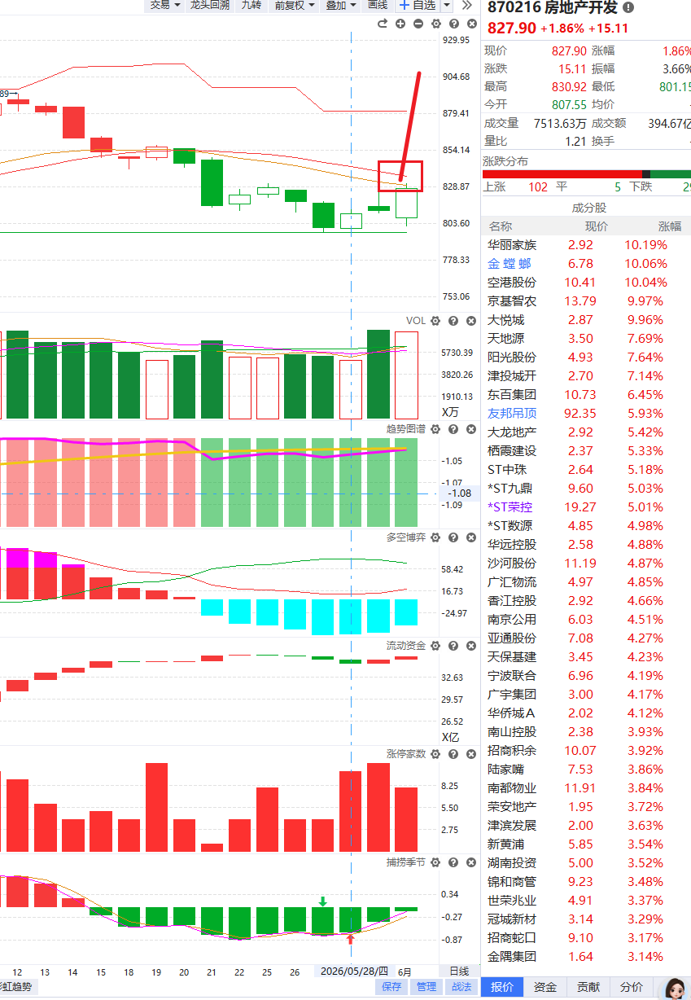 交易 龙头回溯 九转 前复权 叠加 画线 自选
870216 房地产开发
827.90 +1.86% +15.11
现价 827.90 涨幅 1.86%
涨跌 15.11 振幅 3.66%
最高 830.92 最低 801.15
今开 807.55 均价
成交量 7513.63万 成交额 394.67亿
量比 1.21 换手
涨跌分布
上涨 102 平 5 下跌
成分股
名称 现价 涨幅
华丽家族 2.92 10.19%
金 螳 螂 6.78 10.06%
空港股份 10.41 10.04%
京基智农 13.79 9.97%
大悦城 2.87 9.96%
天地源 3.50 7.69%
阳光股份 4.93 7.64%
津投城开 2.70 7.14%
东百集团 10.73 6.45%
友邦吊顶 92.35 5.93%
大龙地产 2.92 5.42%
栖霞建设 2.37 5.33%
ST中珠 2.64 5.18%
*ST九鼎 9.60 5.03%
*ST荣控 19.27 5.01%
*ST数源 4.85 4.98%
华远控股 2.58 4.88%
沙河股份 11.19 4.87%
广汇物流 4.97 4.85%
香江控股 2.92 4.66%
南京公用 6.03 4.51%
亚通股份 7.08 4.27%
天保基建 3.45 4.23%
宁波联合 6.96 4.19%
广宇集团 3.00 4.17%
华侨城A 2.02 4.12%
南山控股 2.38 3.93%
招商积余 10.07 3.92%
陆家嘴 7.53 3.86%
南都物业 11.91 3.84%
荣安地产 1.95 3.72%
津滨发展 2.00 3.63%
新黄浦 5.85 3.54%
湖南投资 5.00 3.52%
锦和商管 9.23 3.48%
世荣兆业 4.91 3.37%
冠城新材 3.14 3.29%
招商蛇口 9.10 3.17%
金隅集团 1.64 3.14%
报价 资金 贡献 分价
929.95
904.68
879.41
854.14
828.87
803.60
778.33
753.06
89→
VOL
5730.39
3820.26
1910.13
X万
趋势图谱
-1.05
-1.07
-1.08
-1.09
多空博弈
58.42
16.73
-24.97
流动资金
32.63
29.57
26.52
X亿
涨停家数
8.25
5.50
2.75
捕捞季节
0.34
-0.27
-0.87
12 13 14 15 18 19 20 21 22 25 26 2026/05/28/四 6月 日线
彩虹趋势 保存 管理 战法